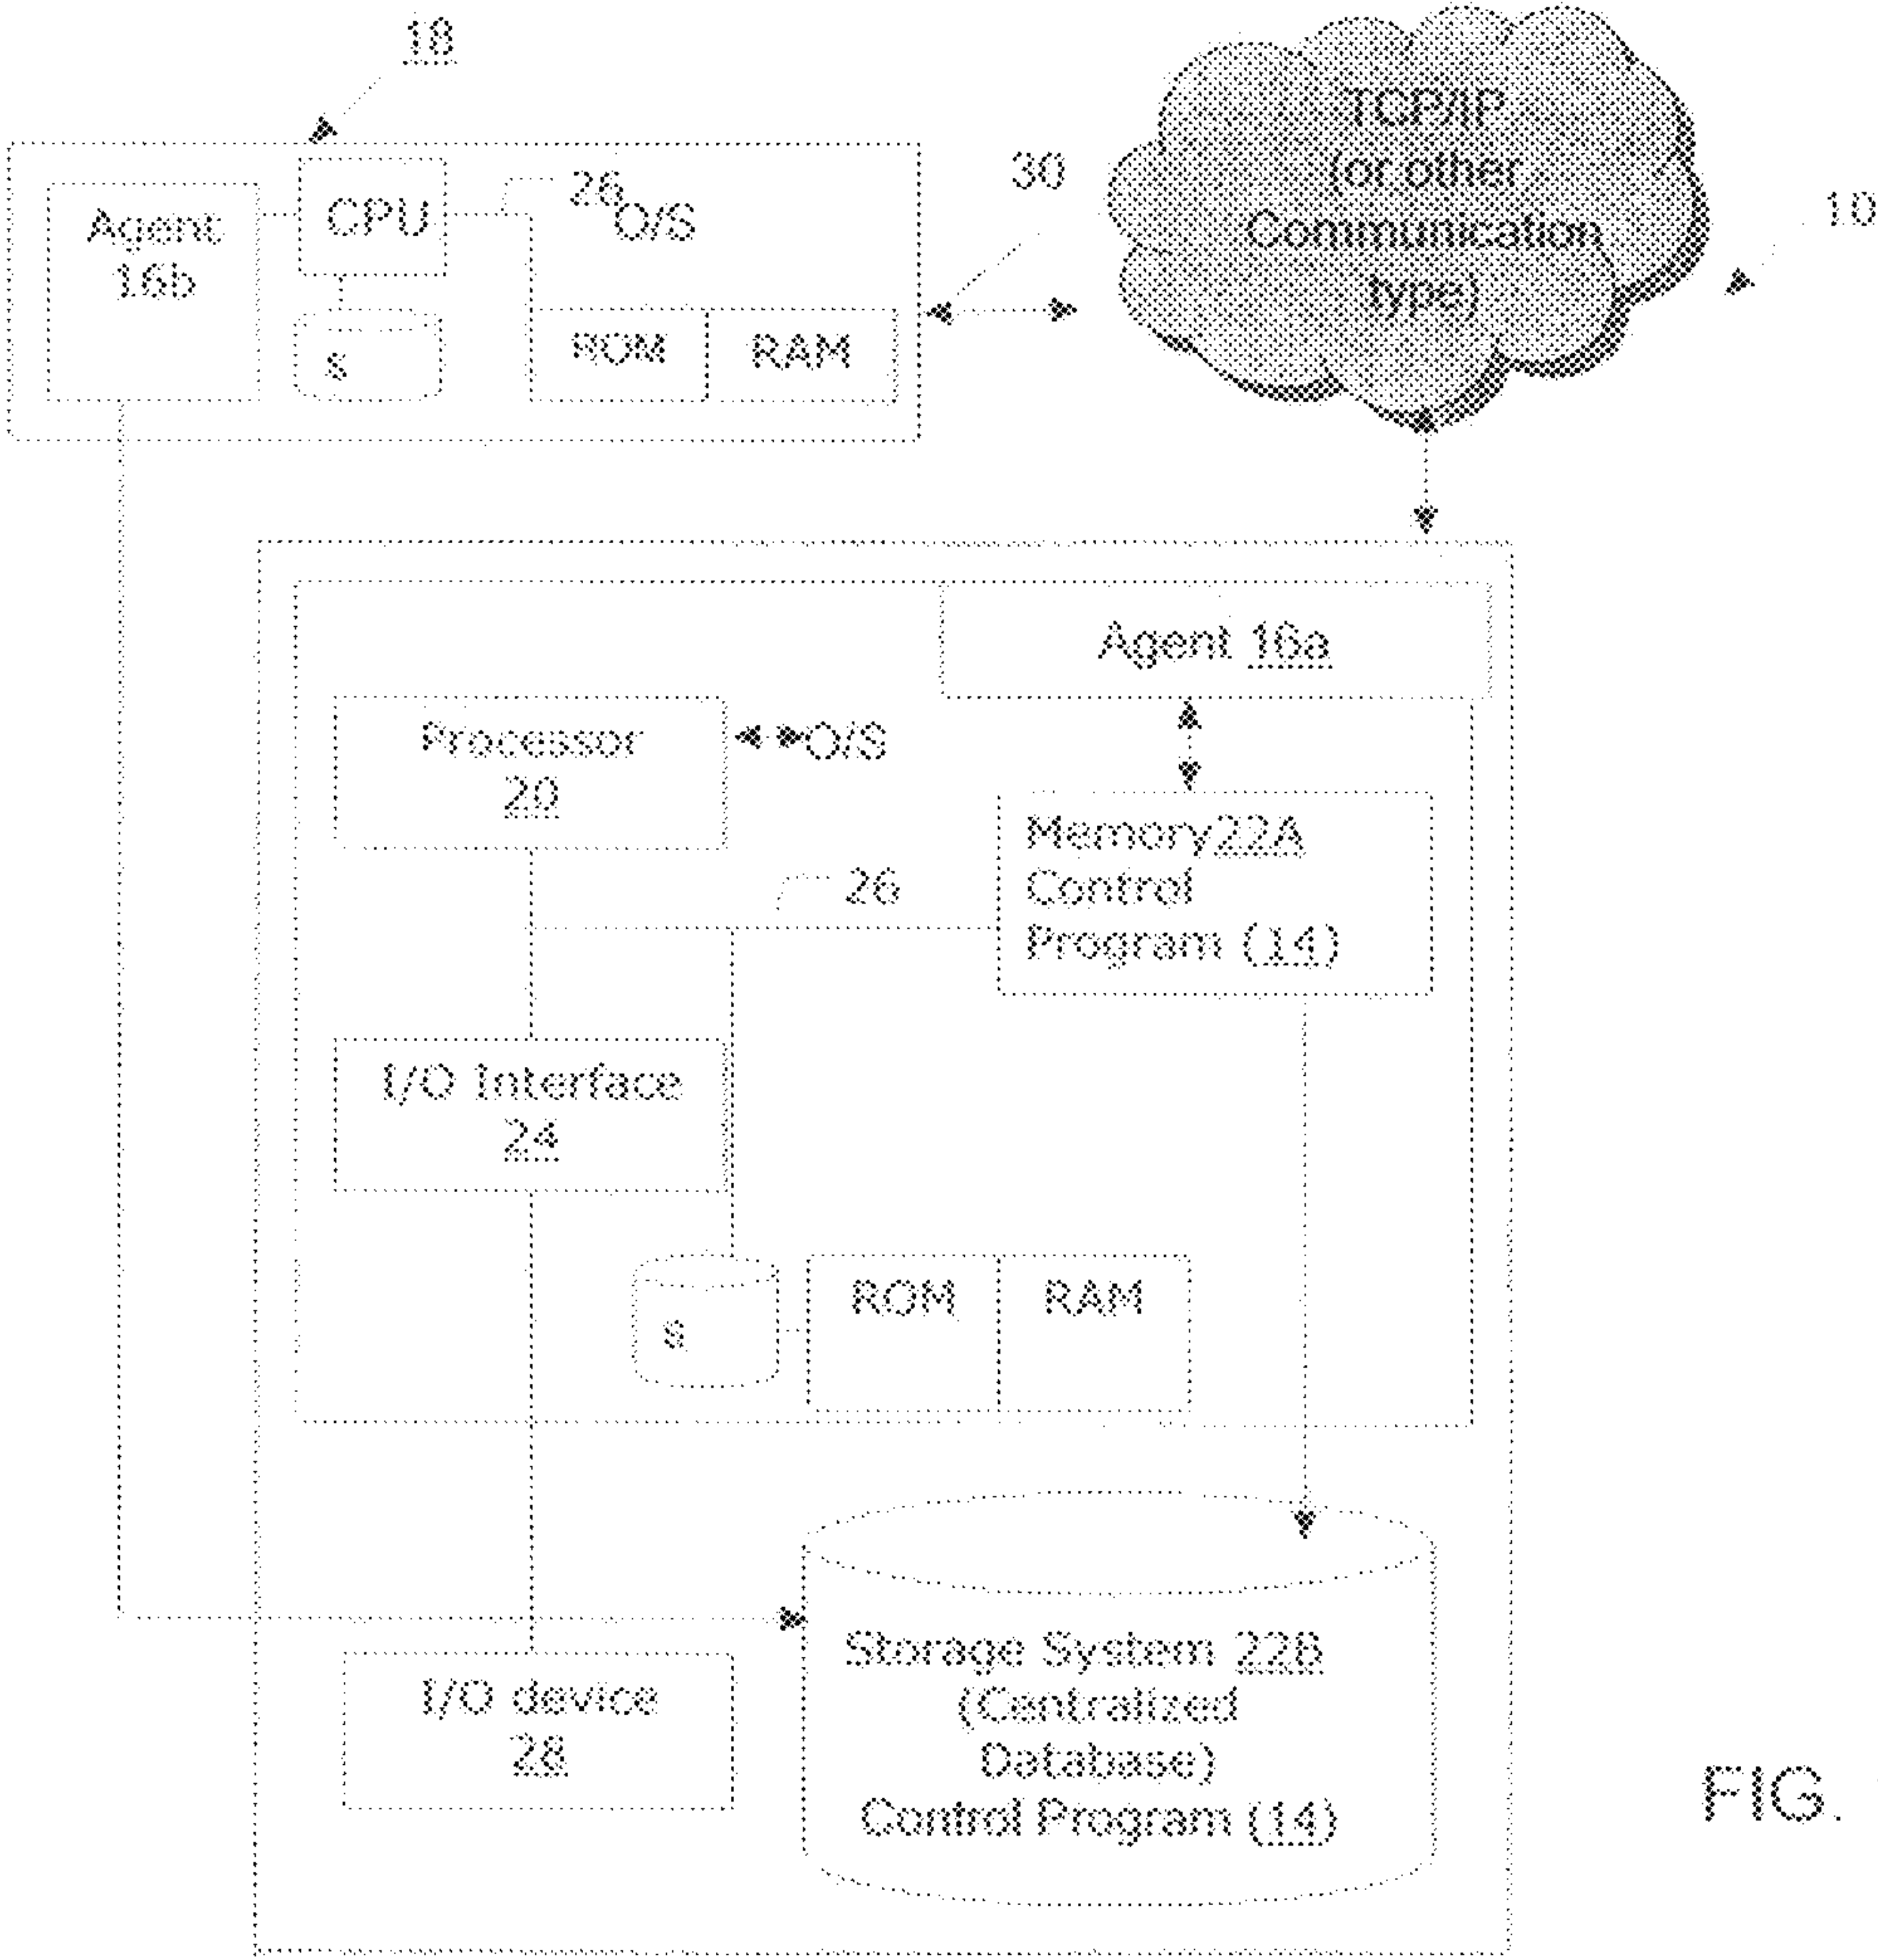 18
TCP/IP
(or other
Communication
type)
30
10
Agent
16b
CPU
26
O/S
S
ROM
RAM
Agent 16a
Processor
20
O/S
Memory22A
Control
Program (14)
26
I/O Interface
24
S
ROM
RAM
Storage System 22B
(Centralized
Database)
Control Program (14)
I/O device
28
FIG.